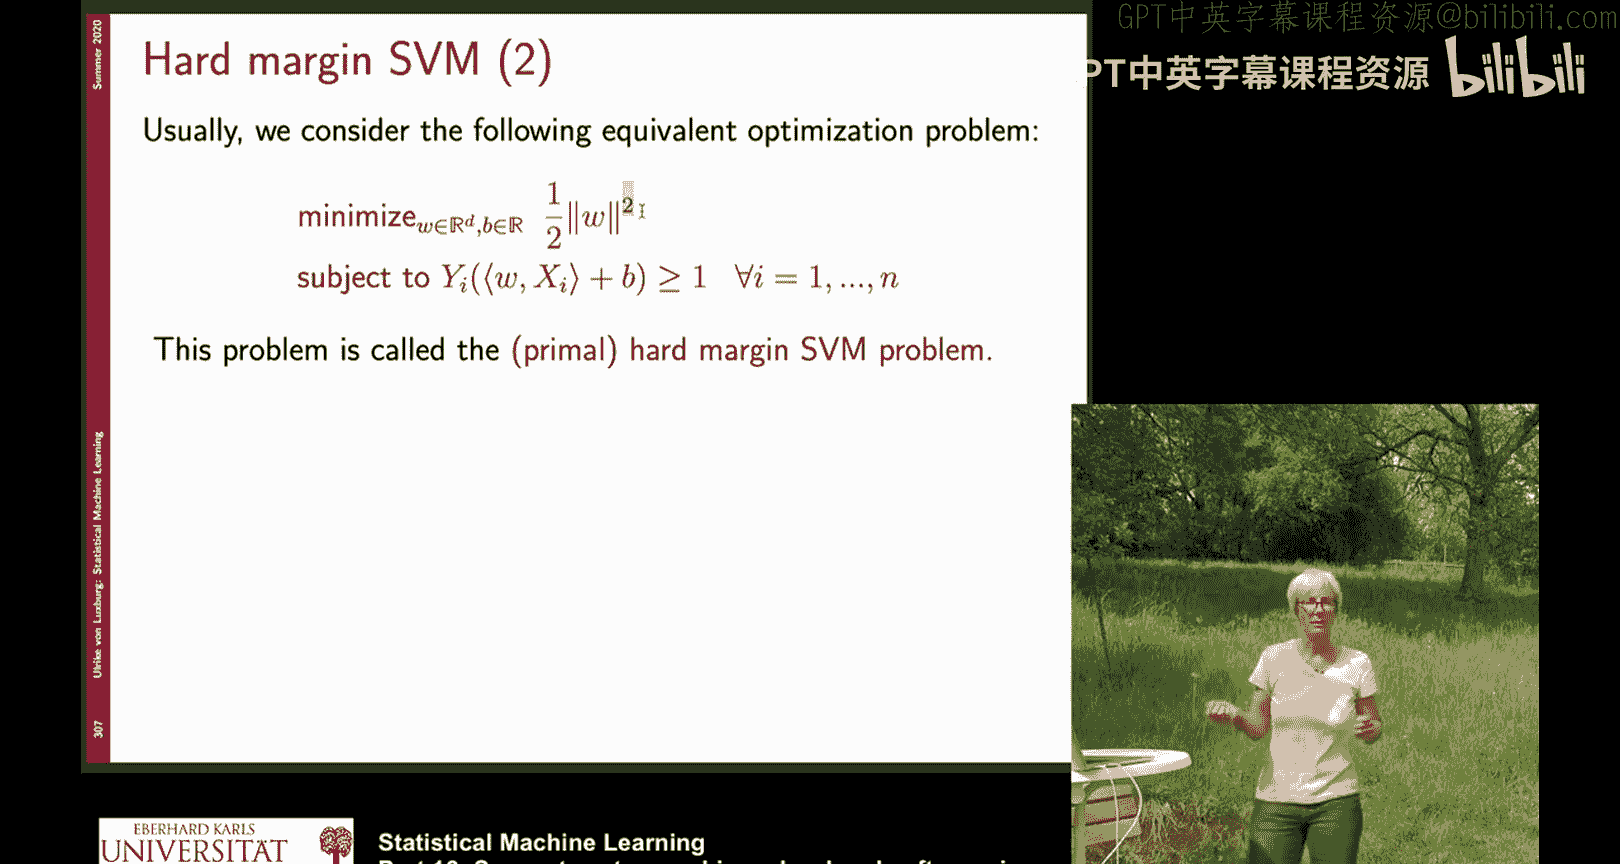 GPT中英字幕课程资源@bilibili.com
PT中英字幕课程资源 bilibili
Summer 2020
Hard margin SVM (2)
Usually, we consider the following equivalent optimization problem:
minimize_{w∈ℝ^d, b∈ℝ} 1/2 ‖w‖²
subject to Y_i(⟨w, X_i⟩ + b) ≥ 1 ∀i = 1, ..., n
This problem is called the (primal) hard margin SVM problem.
Ulrike von Luxburg: Statistical Machine Learning
307
EBERHARD KARLS
UNIVERSITÄT
Statistical Machine Learning